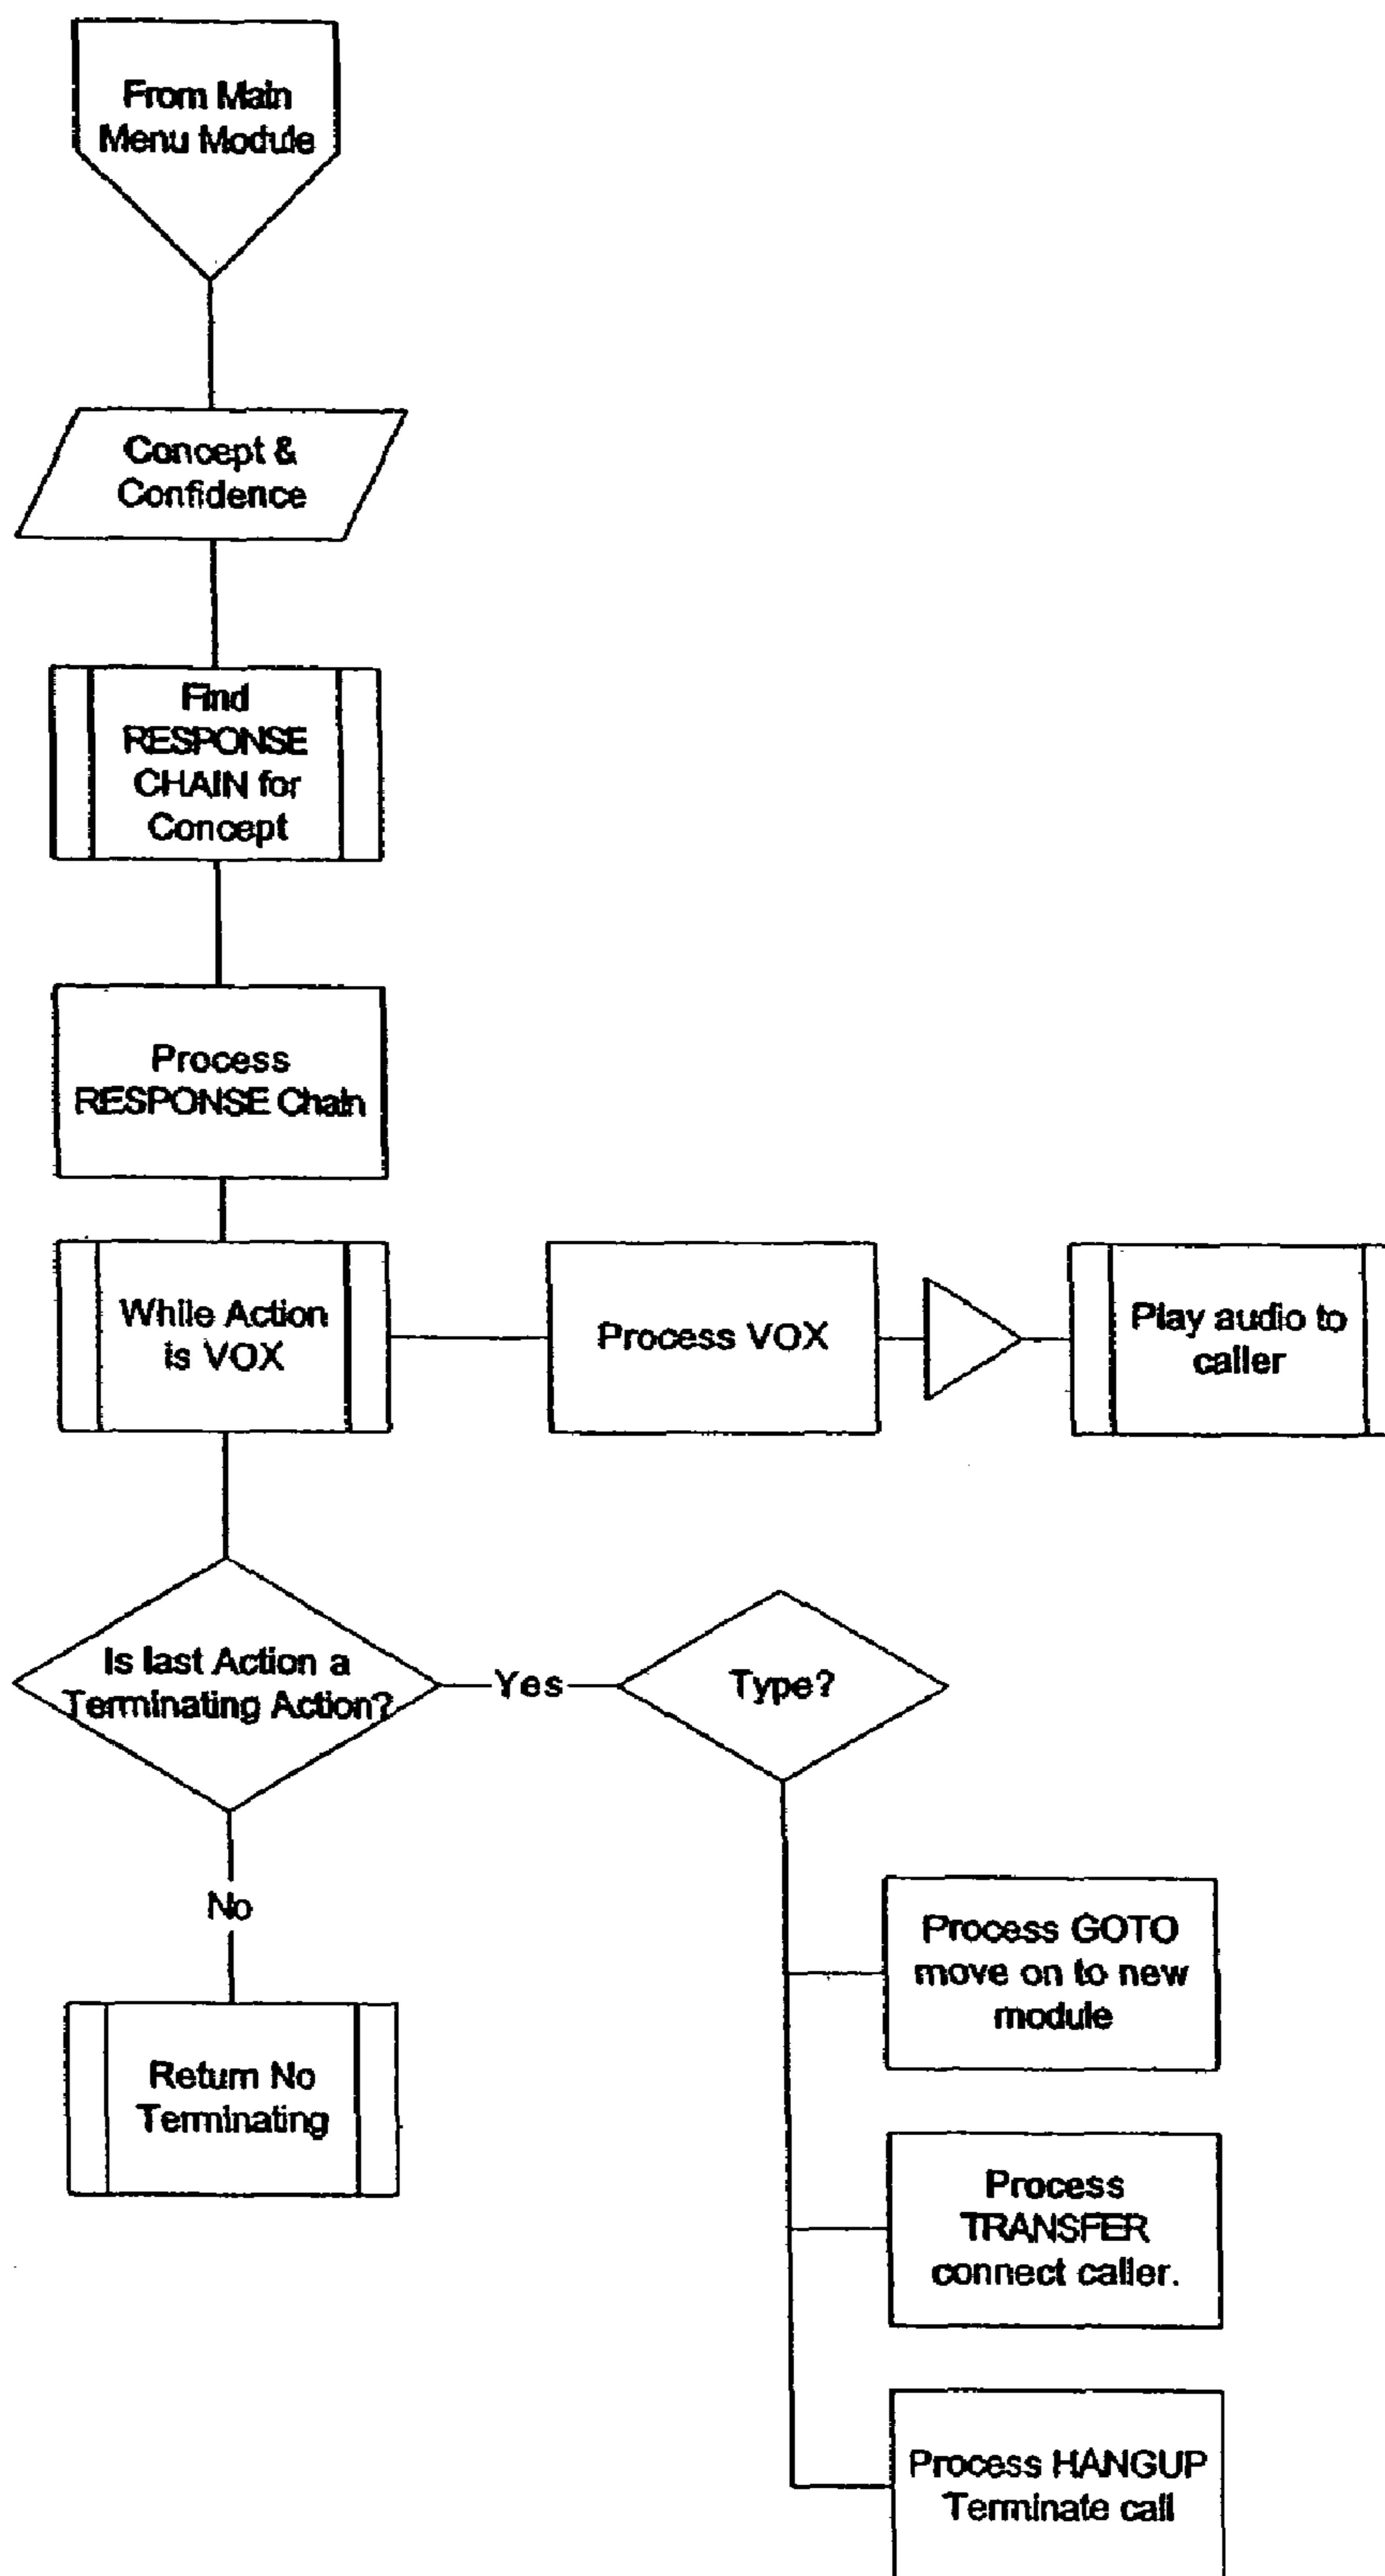 From Main
Menu Module
Concept &
Confidence
Find
RESPONSE
CHAIN for
Concept
Process
RESPONSE Chain
While Action
is VOX
Process VOX
Play audio to
caller
Is last Action a
Terminating Action?
Yes
Type?
No
Process GOTO
move on to new
module
Return No
Terminating
Process
TRANSFER
connect caller.
Process HANGUP
Terminate call